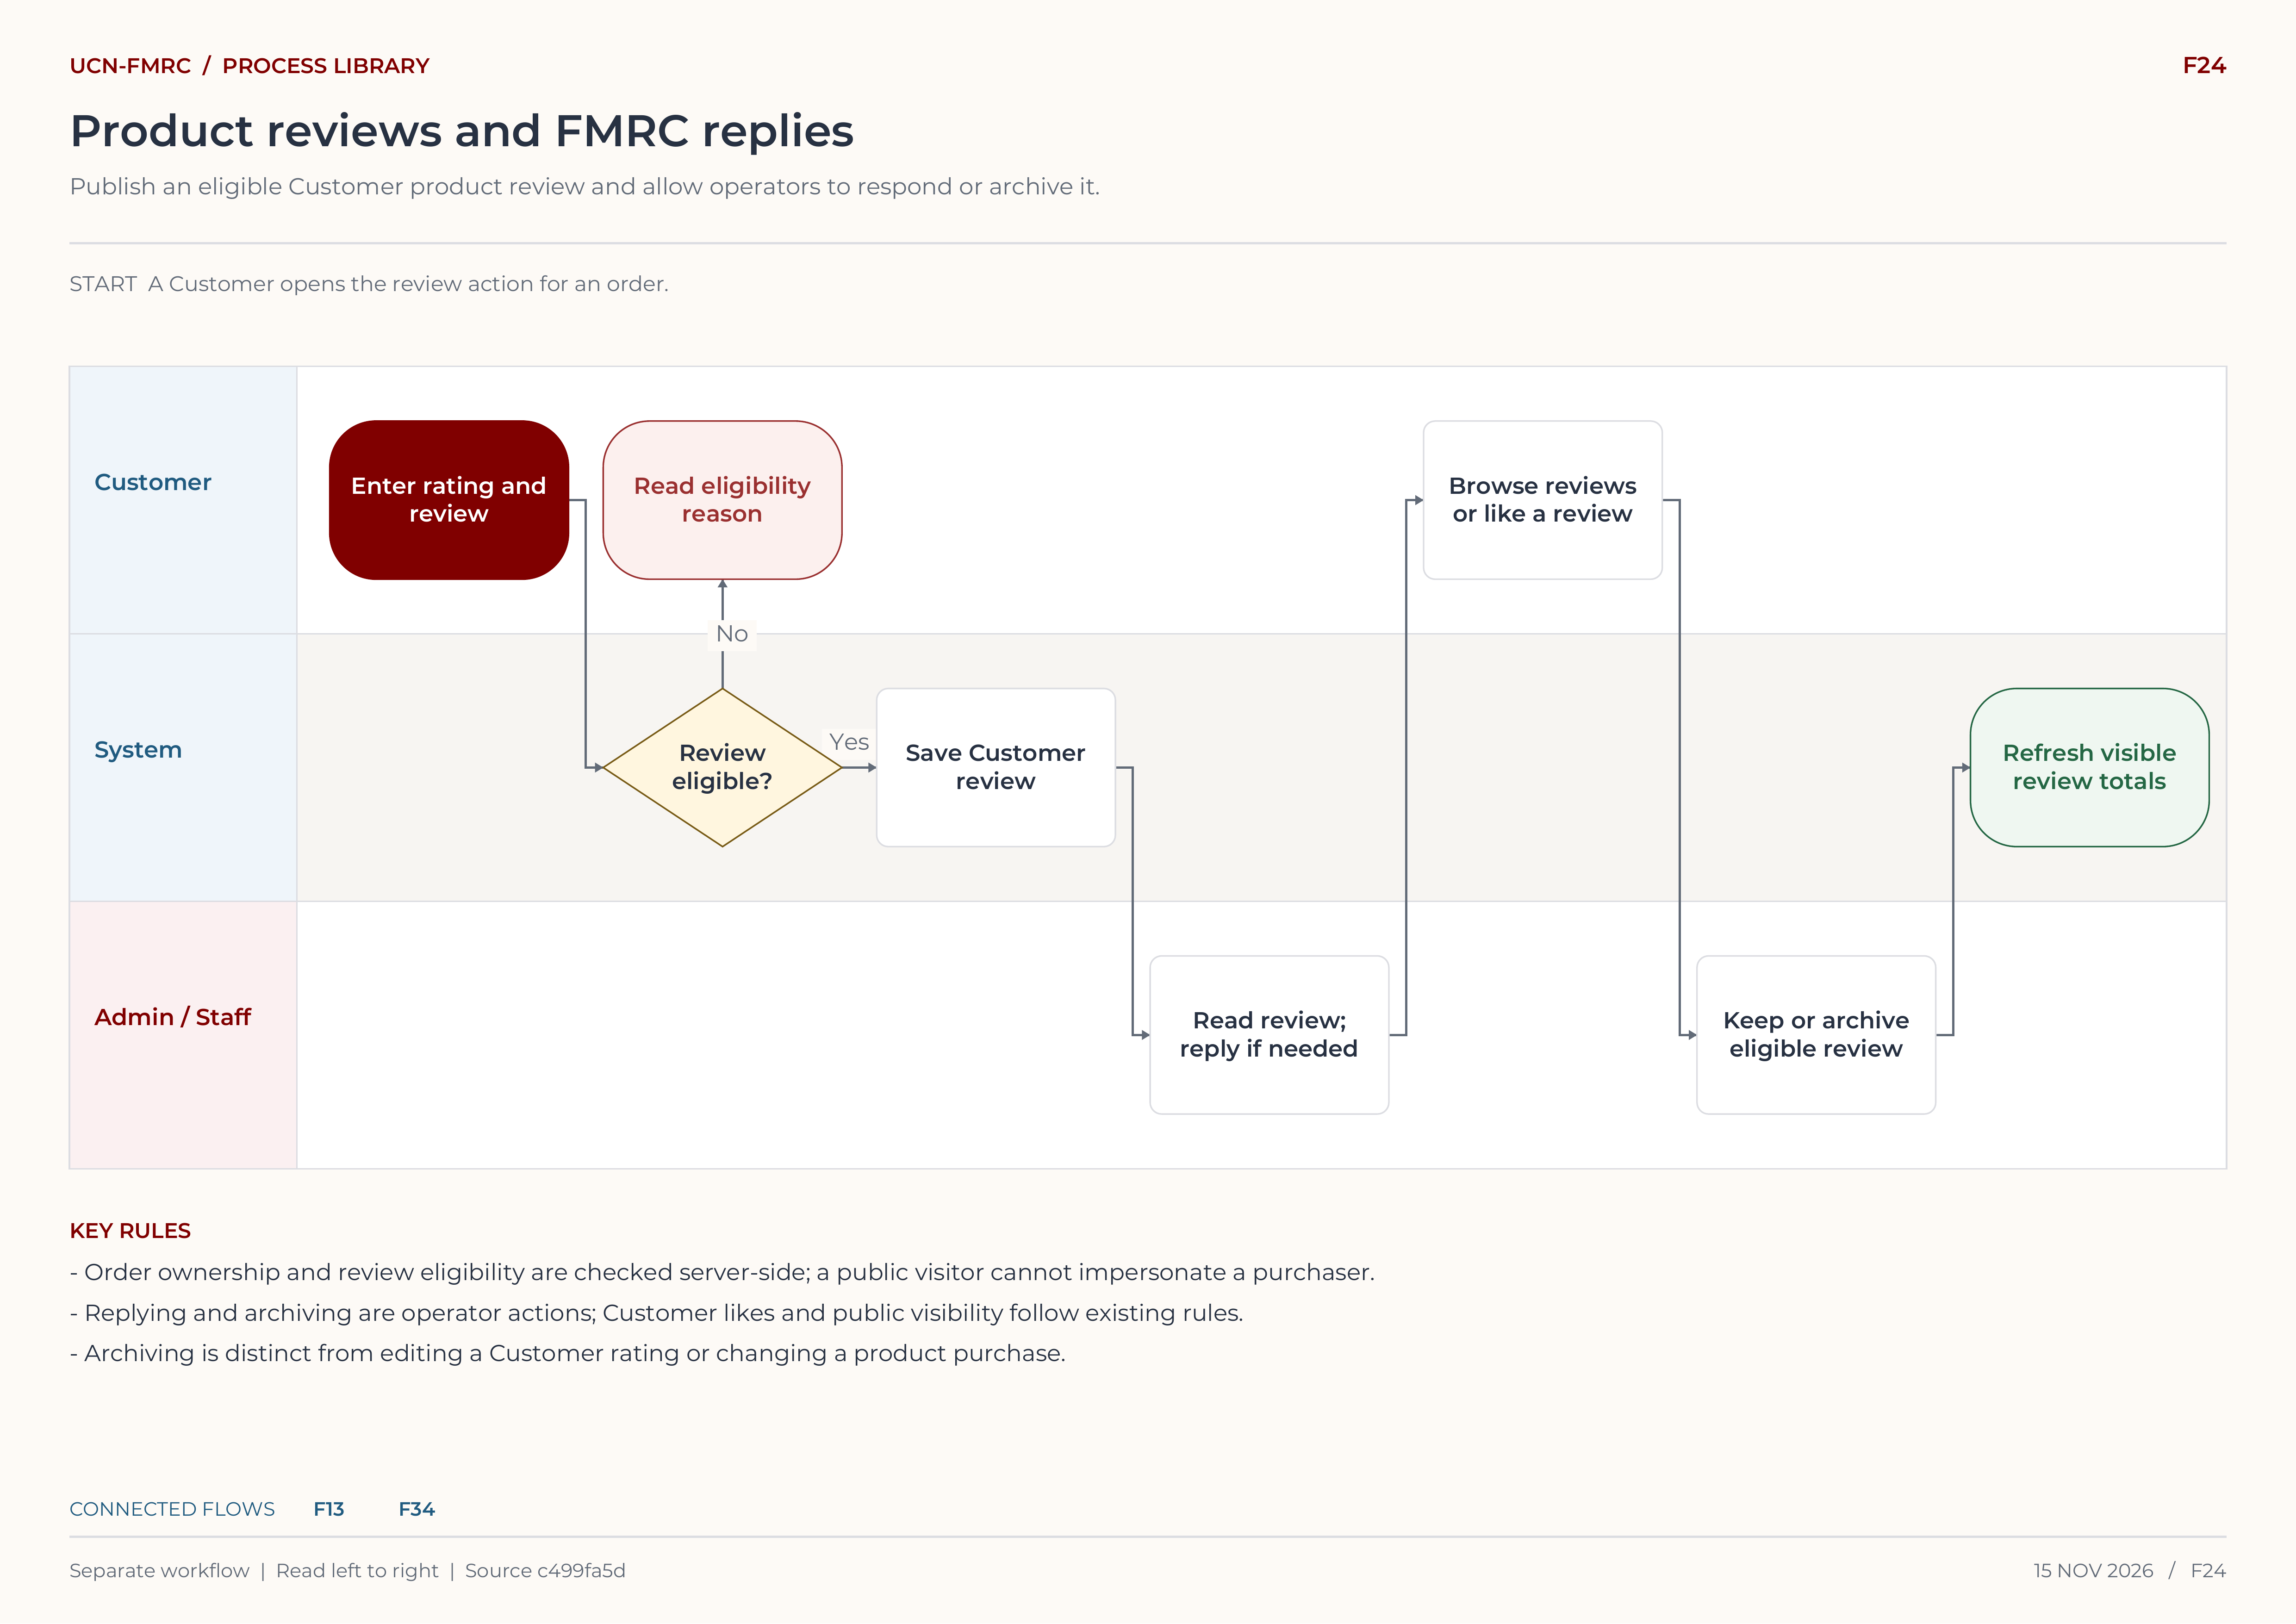 UCN-FMRC / PROCESS LIBRARY
F24
Product reviews and FMRC replies
Publish an eligible Customer product review and allow operators to respond or archive it.
START A Customer opens the review action for an order.
Customer
Enter rating and
review
Read eligibility
reason
Browse reviews
or like a review
No
System
Review
eligible?
Yes
Save Customer
review
Refresh visible
review totals
Admin / Staff
Read review;
reply if needed
Keep or archive
eligible review
KEY RULES
- Order ownership and review eligibility are checked server-side; a public visitor cannot impersonate a purchaser.
- Replying and archiving are operator actions; Customer likes and public visibility follow existing rules.
- Archiving is distinct from editing a Customer rating or changing a product purchase.
CONNECTED FLOWS F13 F34
Separate workflow | Read left to right | Source c499fa5d
15 NOV 2026 / F24